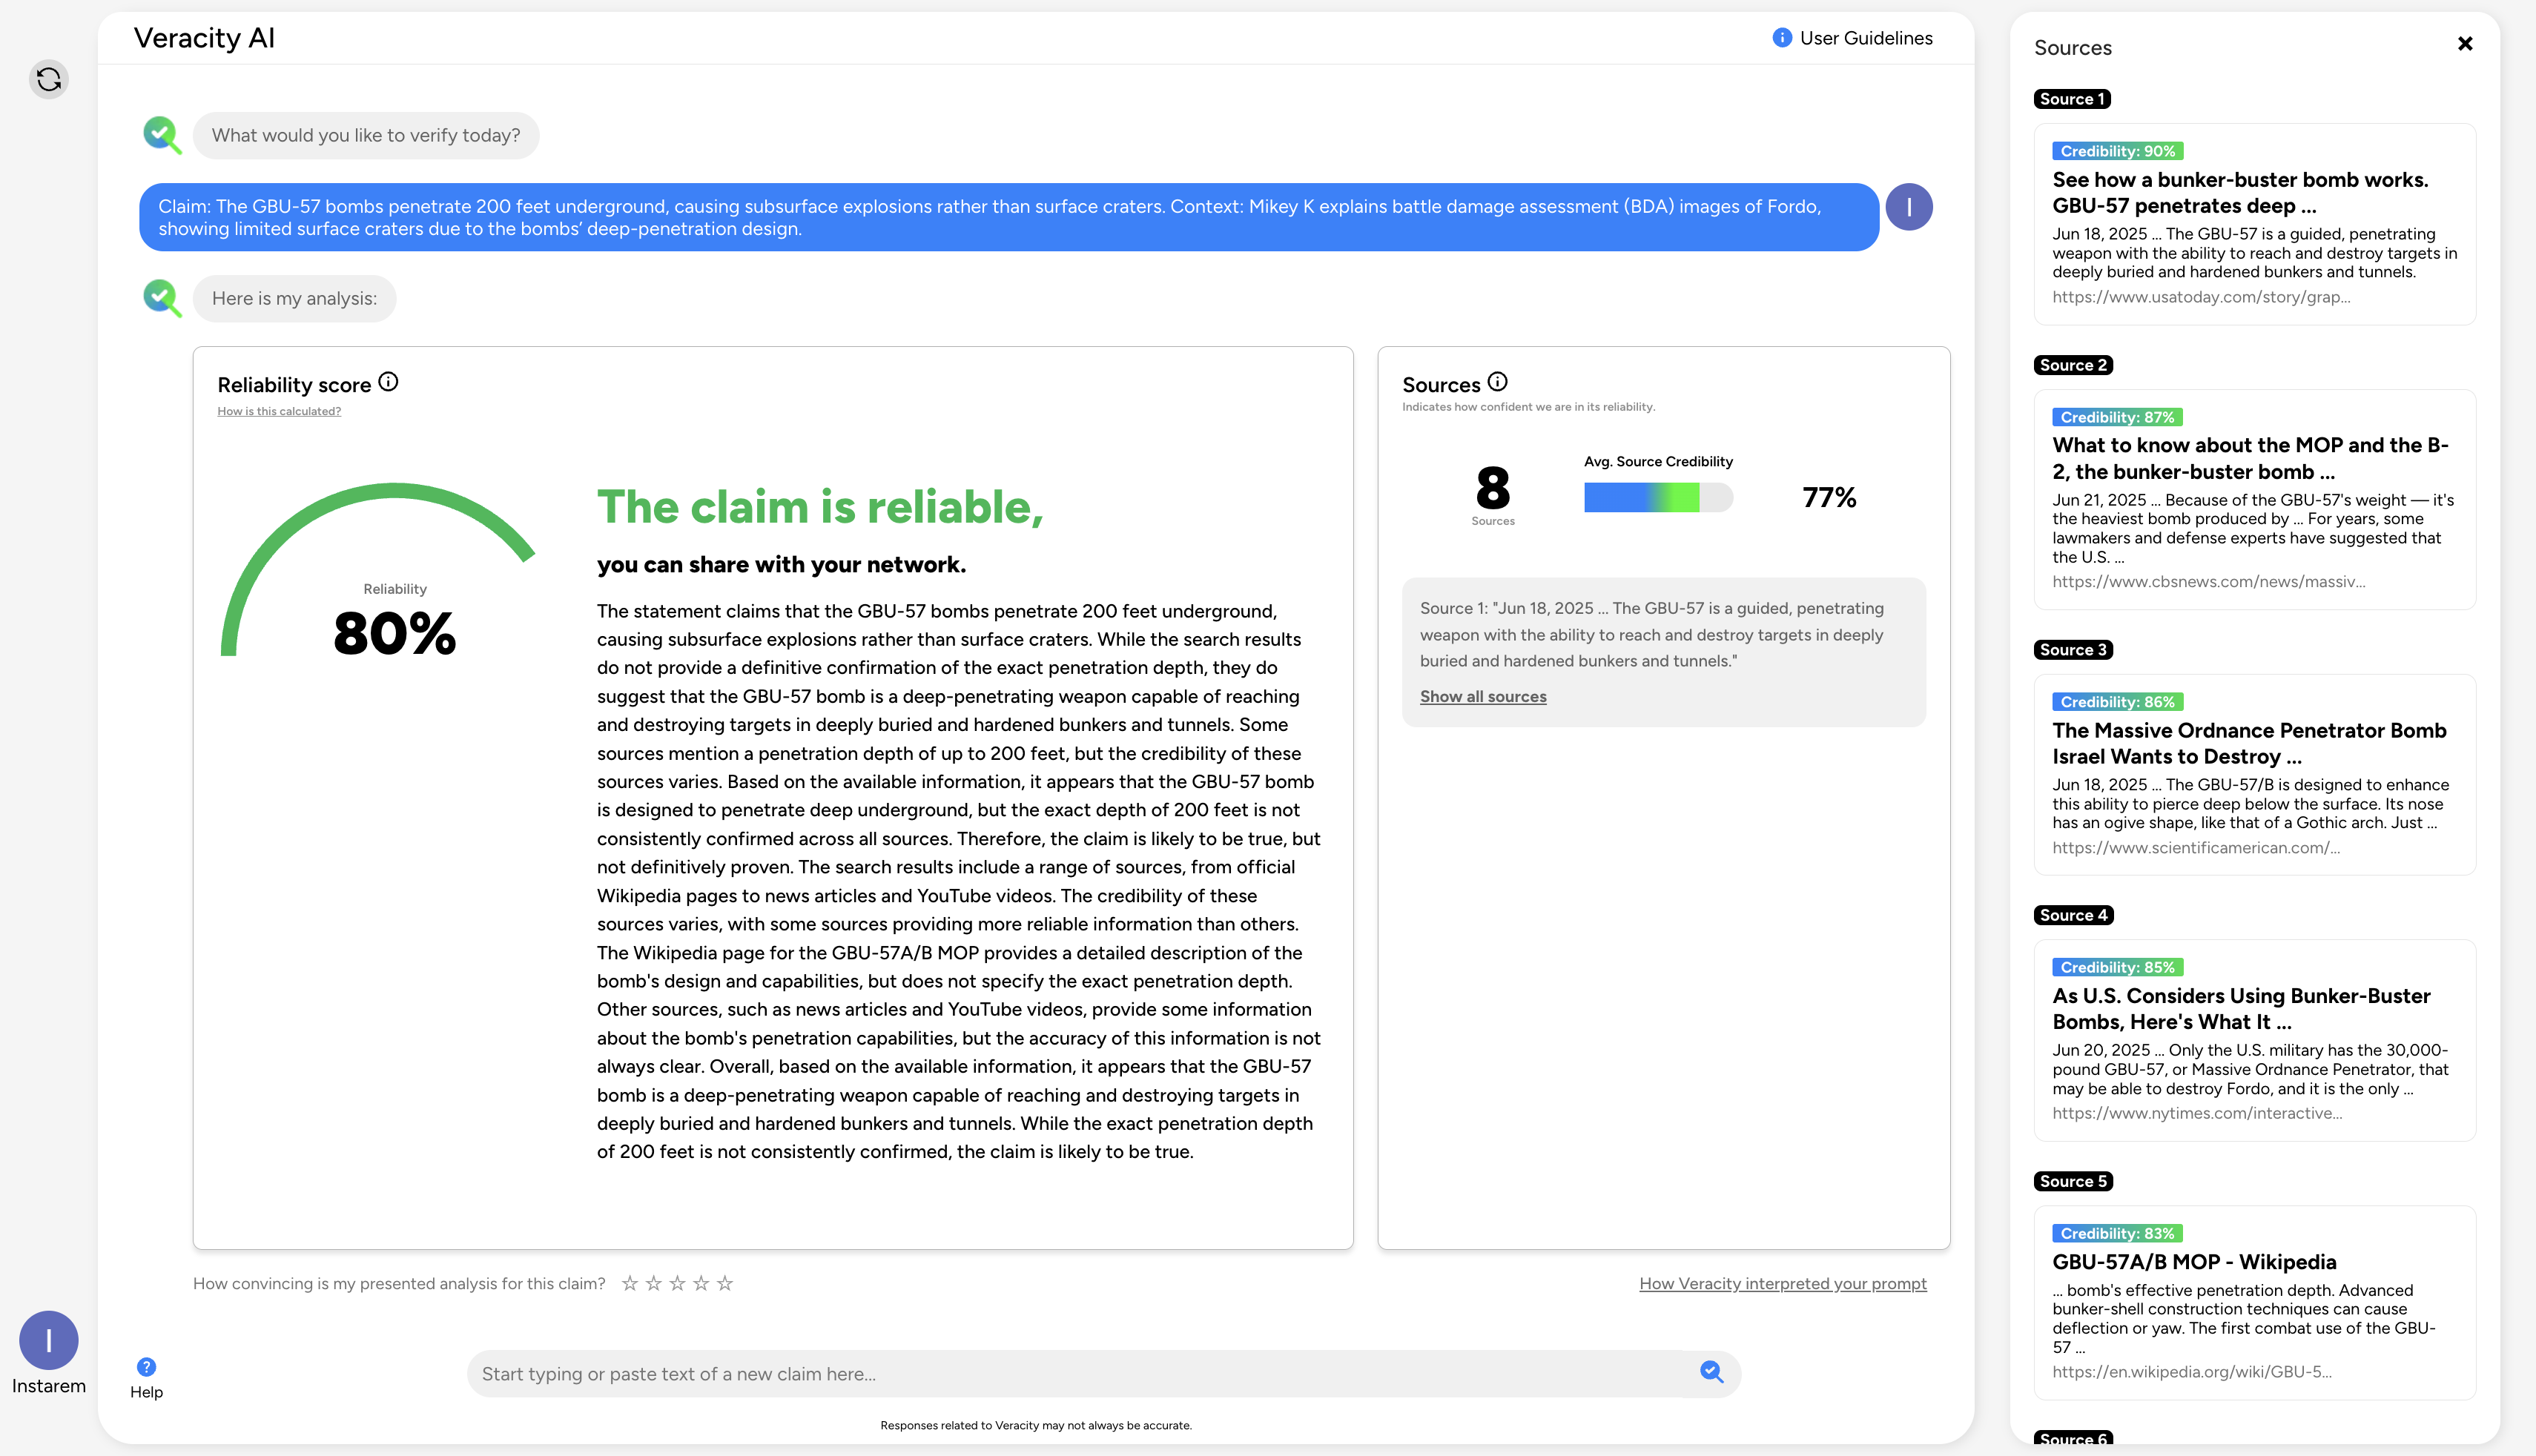 Veracity AI
User Guidelines
What would you like to verify today?
Claim: The GBU-57 bombs penetrate 200 feet underground, causing subsurface explosions rather than surface craters. Context: Mikey K explains battle damage assessment (BDA) images of Fordo,
showing limited surface craters due to the bombs’ deep-penetration design.
I
Here is my analysis:
Reliability score
How is this calculated?
Reliability
80%
The claim is reliable,
you can share with your network.
The statement claims that the GBU-57 bombs penetrate 200 feet underground,
causing subsurface explosions rather than surface craters. While the search results
do not provide a definitive confirmation of the exact penetration depth, they do
suggest that the GBU-57 bomb is a deep-penetrating weapon capable of reaching
and destroying targets in deeply buried and hardened bunkers and tunnels. Some
sources mention a penetration depth of up to 200 feet, but the credibility of these
sources varies. Based on the available information, it appears that the GBU-57 bomb
is designed to penetrate deep underground, but the exact depth of 200 feet is not
consistently confirmed across all sources. Therefore, the claim is likely to be true, but
not definitively proven. The search results include a range of sources, from official
Wikipedia pages to news articles and YouTube videos. The credibility of these
sources varies, with some sources providing more reliable information than others.
The Wikipedia page for the GBU-57A/B MOP provides a detailed description of the
bomb's design and capabilities, but does not specify the exact penetration depth.
Other sources, such as news articles and YouTube videos, provide some information
about the bomb's penetration capabilities, but the accuracy of this information is not
always clear. Overall, based on the available information, it appears that the GBU-57
bomb is a deep-penetrating weapon capable of reaching and destroying targets in
deeply buried and hardened bunkers and tunnels. While the exact penetration depth
of 200 feet is not consistently confirmed, the claim is likely to be true.
Sources
Indicates how confident we are in its reliability.
8
Sources
Avg. Source Credibility
77%
Source 1: "Jun 18, 2025 ... The GBU-57 is a guided, penetrating
weapon with the ability to reach and destroy targets in deeply
buried and hardened bunkers and tunnels."
Show all sources
How convincing is my presented analysis for this claim?
How Veracity interpreted your prompt
I
Instarem
?
Help
Start typing or paste text of a new claim here...
Responses related to Veracity may not always be accurate.
Sources
Source 1
Credibility: 90%
See how a bunker-buster bomb works.
GBU-57 penetrates deep ...
Jun 18, 2025 ... The GBU-57 is a guided, penetrating
weapon with the ability to reach and destroy targets in
deeply buried and hardened bunkers and tunnels.
https://www.usatoday.com/story/grap...
Source 2
Credibility: 87%
What to know about the MOP and the B-
2, the bunker-buster bomb ...
Jun 21, 2025 ... Because of the GBU-57's weight — it's
the heaviest bomb produced by ... For years, some
lawmakers and defense experts have suggested that
the U.S. ...
https://www.cbsnews.com/news/massiv...
Source 3
Credibility: 86%
The Massive Ordnance Penetrator Bomb
Israel Wants to Destroy ...
Jun 18, 2025 ... The GBU-57/B is designed to enhance
this ability to pierce deep below the surface. Its nose
has an ogive shape, like that of a Gothic arch. Just ...
https://www.scientificamerican.com/...
Source 4
Credibility: 85%
As U.S. Considers Using Bunker-Buster
Bombs, Here's What It ...
Jun 20, 2025 ... Only the U.S. military has the 30,000-
pound GBU-57, or Massive Ordnance Penetrator, that
may be able to destroy Fordo, and it is the only ...
https://www.nytimes.com/interactive...
Source 5
Credibility: 83%
GBU-57A/B MOP - Wikipedia
... bomb's effective penetration depth. Advanced
bunker-shell construction techniques can cause
deflection or yaw. The first combat use of the GBU-
57 ...
https://en.wikipedia.org/wiki/GBU-5...
Source 6